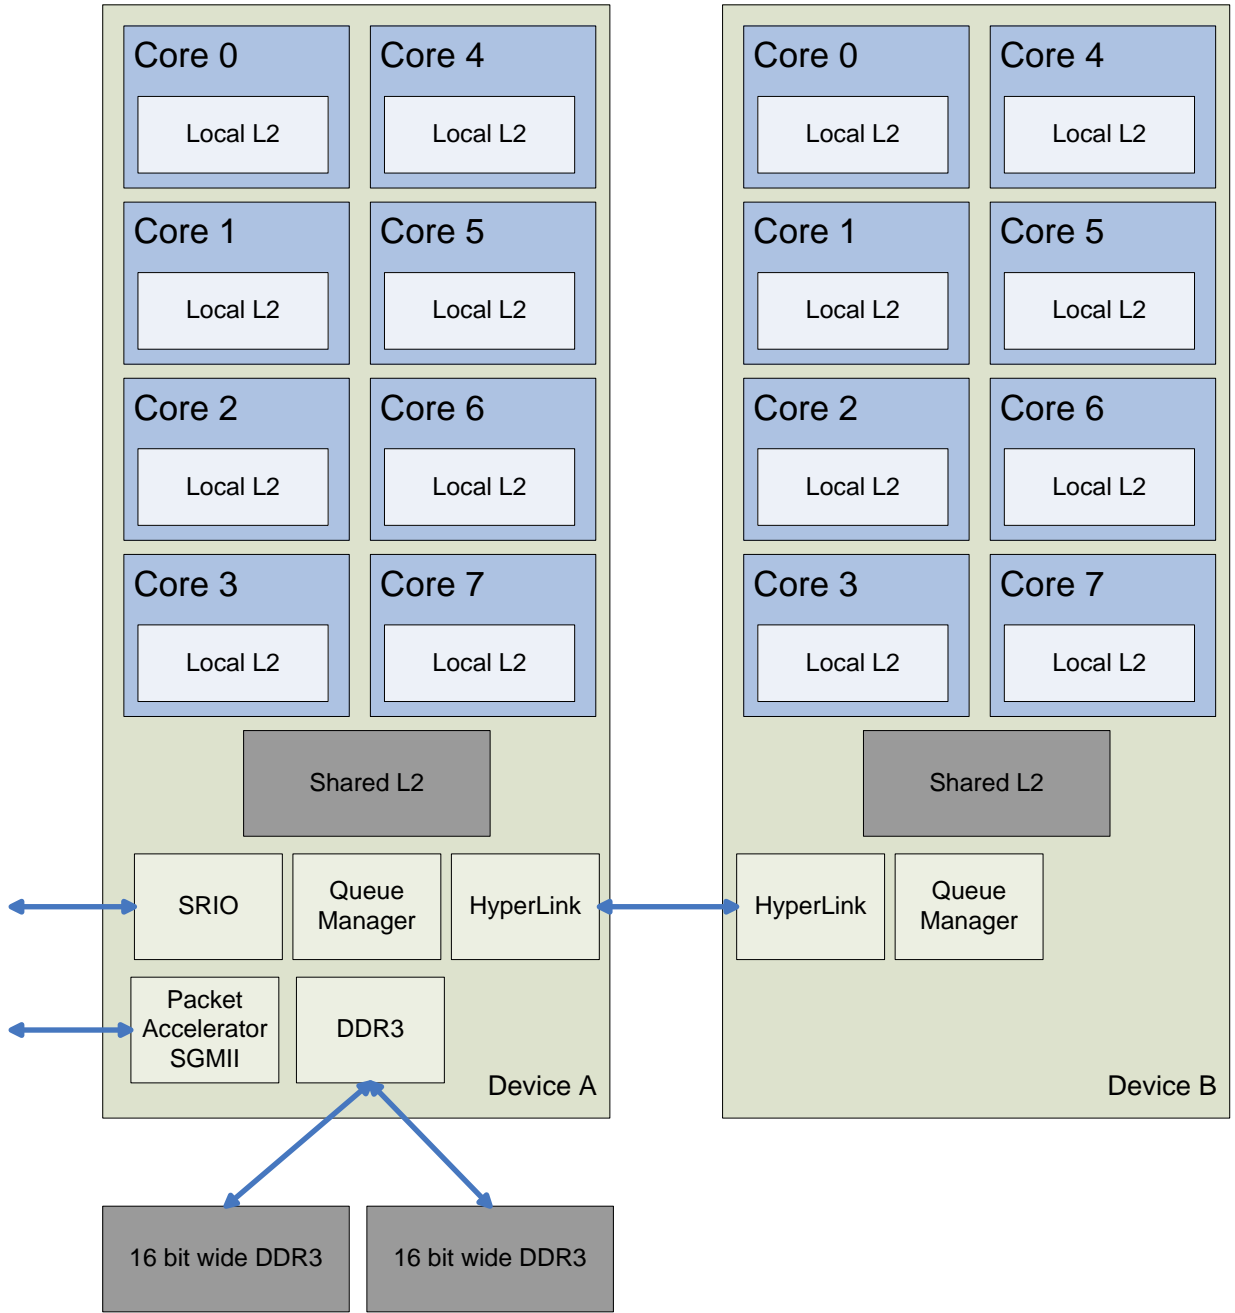 Core 0
Local L2
Core 4
Local L2
Core 1
Local L2
Core 5
Local L2
Core 2
Local L2
Core 6
Local L2
Core 3
Local L2
Core 7
Local L2
Shared L2
SRIO
Queue
Manager
HyperLink
Packet
Accelerator
SGMII
DDR3
Device A
16 bit wide DDR3
16 bit wide DDR3
Core 0
Local L2
Core 4
Local L2
Core 1
Local L2
Core 5
Local L2
Core 2
Local L2
Core 6
Local L2
Core 3
Local L2
Core 7
Local L2
Shared L2
HyperLink
Queue
Manager
Device B